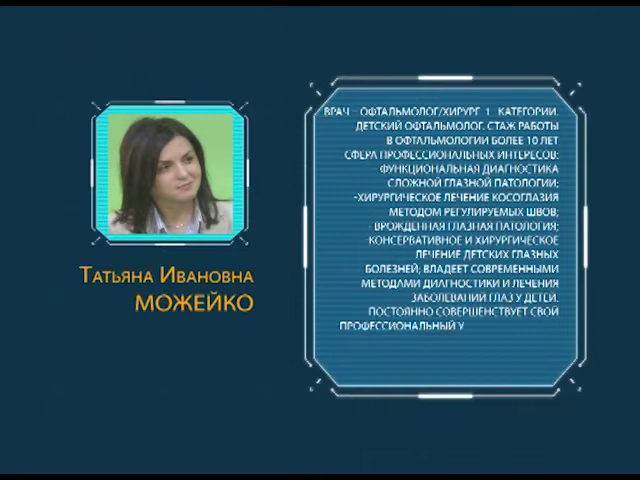 Татьяна Ивановна
МОЖЕЙКО
ВРАЧ - ОФТАЛЬМОЛОГ/ХИРУРГ 1 КАТЕГОРИИ.
ДЕТСКИЙ ОФТАЛЬМОЛОГ. СТАЖ РАБОТЫ
В ОФТАЛЬМОЛОГИИ БОЛЕЕ 10 ЛЕТ
СФЕРА ПРОФЕССИОНАЛЬНЫХ ИНТЕРЕСОВ:
ФУНКЦИОНАЛЬНАЯ ДИАГНОСТИКА
СЛОЖНОЙ ГЛАЗНОЙ ПАТОЛОГИИ;
-ХИРУРГИЧЕСКОЕ ЛЕЧЕНИЕ КОСОГЛАЗИЯ
МЕТОДОМ РЕГУЛИРУЕМЫХ ШВОВ;
- ВРОЖДЕННАЯ ГЛАЗНАЯ ПАТОЛОГИЯ;
КОНСЕРВАТИВНОЕ И ХИРУРГИЧЕСКОЕ
ЛЕЧЕНИЕ ДЕТСКИХ ГЛАЗНЫХ
БОЛЕЗНЕЙ; ВЛАДЕЕТ СОВРЕМЕННЫМИ
МЕТОДАМИ ДИАГНОСТИКИ И ЛЕЧЕНИЯ
ЗАБОЛЕВАНИЙ ГЛАЗ У ДЕТЕЙ.
ПОСТОЯННО СОВЕРШЕНСТВУЕТ СВОЙ
ПРОФЕССИОНАЛЬНЫЙ У